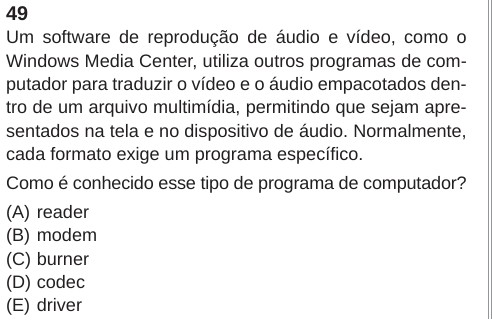 49
Um software de reprodução de áudio e vídeo, como o
Windows Media Center, utiliza outros programas de com-
putador para traduzir o vídeo e o áudio empacotados den-
tro de um arquivo multimídia, permitindo que sejam apre-
sentados na tela e no dispositivo de áudio. Normalmente,
cada formato exige um programa específico.
Como é conhecido esse tipo de programa de computador?
(A) reader
(B) modem
(C) burner
(D) codec
(E) driver